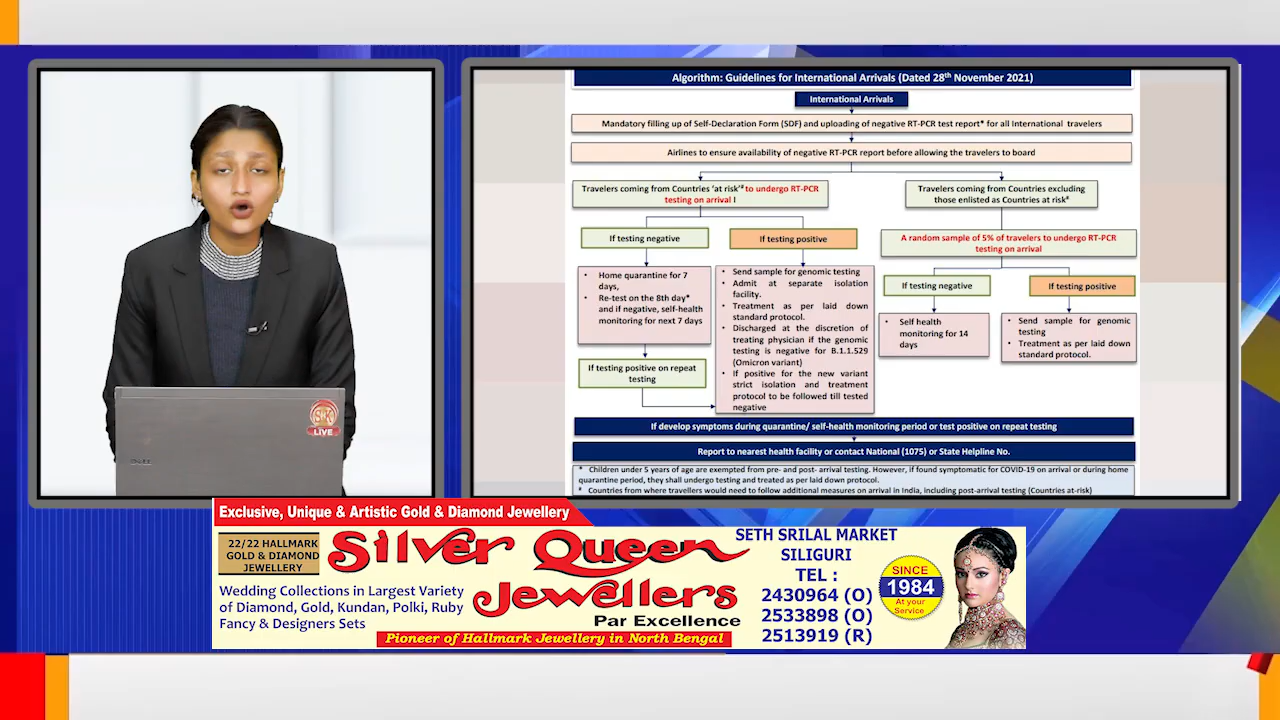 Algorithm: Guidelines for International Arrivals (Dated 28th November 2021)
International Arrivals
Mandatory filling up of Self-Declaration Form (SDF) and uploading of negative RT-PCR test report* for all International travelers
Airlines to ensure availability of negative RT-PCR report before allowing the travelers to board
Travelers coming from Countries 'at risk'# to undergo RT-PCR
testing on arrival !
Travelers coming from Countries excluding
those enlisted as Countries at risk#
If testing negative
If testing positive
A random sample of 5% of travelers to undergo RT-PCR
testing on arrival
• Home quarantine for 7
days,
• Re-test on the 8th day*
and if negative, self-health
monitoring for next 7 days
• Send sample for genomic testing
• Admit at separate isolation
facility.
• Treatment as per laid down
standard protocol.
• Discharged at the discretion of
treating physician if the genomic
testing is negative for B.1.1.529
(Omicron variant)
• If positive for the new variant
strict isolation and treatment
protocol to be followed till tested
negative
If testing negative
If testing positive
• Self health
monitoring for 14
days
• Send sample for genomic
testing
• Treatment as per laid down
standard protocol.
If testing positive on repeat
testing
If develop symptoms during quarantine/ self-health monitoring period or test positive on repeat testing
Report to nearest health facility or contact National (1075) or State Helpline No.
* Children under 5 years of age are exempted from pre- and post- arrival testing. However, if found symptomatic for COVID-19 on arrival or during home
quarantine period, they shall undergo testing and treated as per laid down protocol.
# Countries from where travellers would need to follow additional measures on arrival in India, including post-arrival testing (Countries at-risk)
LIVE
DELL
Exclusive, Unique & Artistic Gold & Diamond Jewellery
22/22 HALLMARK
GOLD & DIAMOND
JEWELLERY
Silver Queen
Jewellers
Par Excellence
Wedding Collections in Largest Variety
of Diamond, Gold, Kundan, Polki, Ruby
Fancy & Designers Sets
Pioneer of Hallmark Jewellery in North Bengal
SETH SRILAL MARKET
SILIGURI
TEL :
2430964 (O)
2533898 (O)
2513919 (R)
SINCE
1984
At your
Service